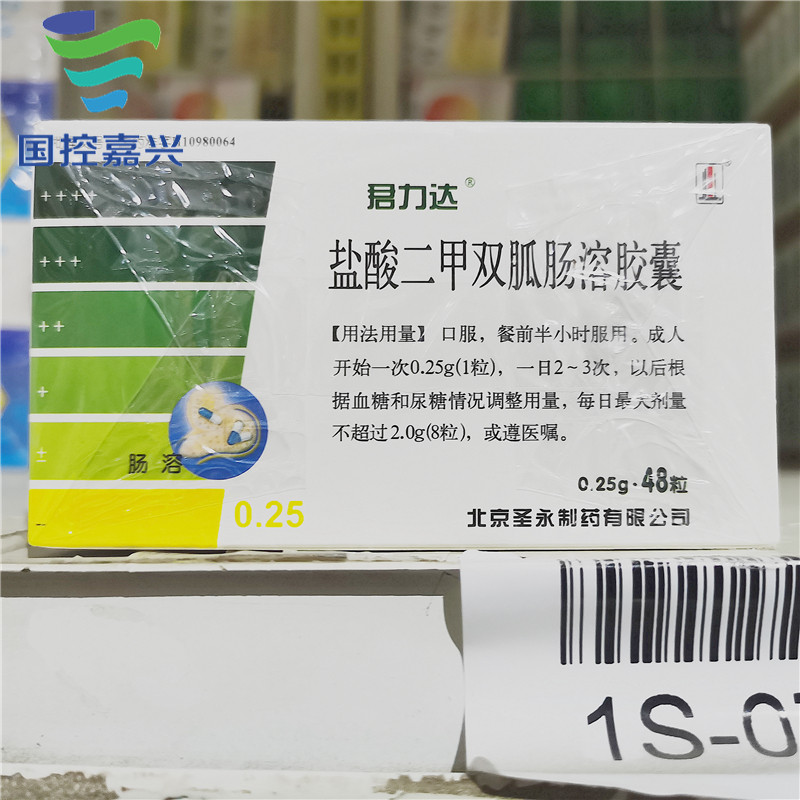 国控嘉兴
10980064
++++
君力达®
盐酸二甲双胍肠溶胶囊
+++
【用法用量】 口服，餐前半小时服用。成人
++
开始一次0.25g(1粒)，一日2~3次，以后根
+
据血糖和尿糖情况调整用量，每日最大剂量
±
不超过2.0g(8粒)，或遵医嘱。
肠溶
0.25g·48粒
−
0.25
北京圣永制药有限公司
1S-07